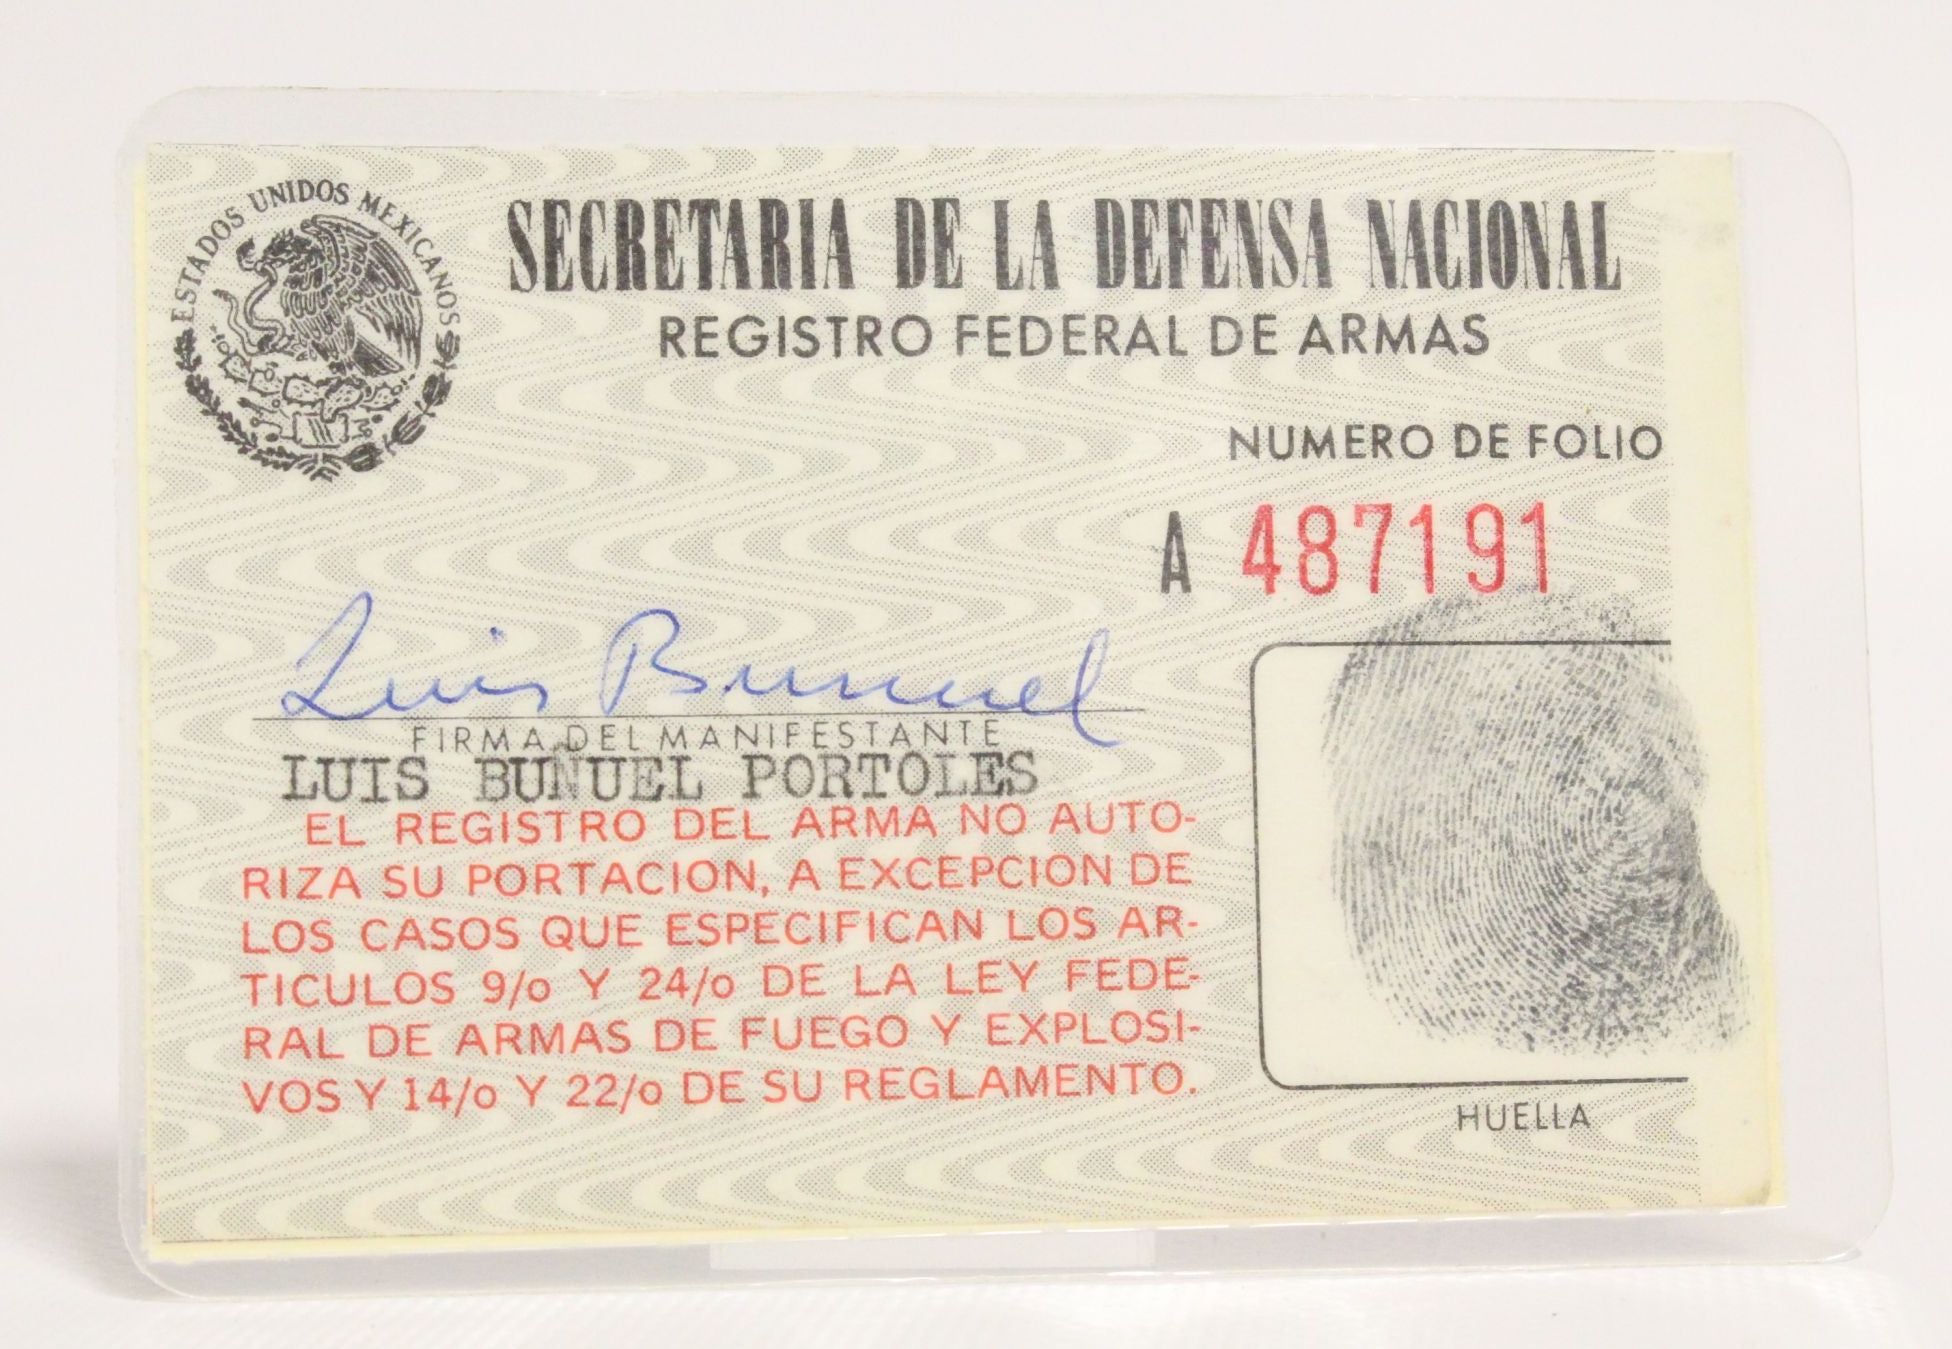 ESTADOS UNIDOS MEXICANOS
SECRETARIA DE LA DEFENSA NACIONAL
REGISTRO FEDERAL DE ARMAS
NUMERO DE FOLIO
A 487191
Luis Bunuel
FIRMA DEL MANIFESTANTE
LUIS BUÑUEL PORTOLES
EL REGISTRO DEL ARMA NO AUTO-
RIZA SU PORTACION, A EXCEPCION DE
LOS CASOS QUE ESPECIFICAN LOS AR-
TICULOS 9/o Y 24/o DE LA LEY FEDE-
RAL DE ARMAS DE FUEGO Y EXPLOSI-
VOS Y 14/o Y 22/o DE SU REGLAMENTO.
HUELLA